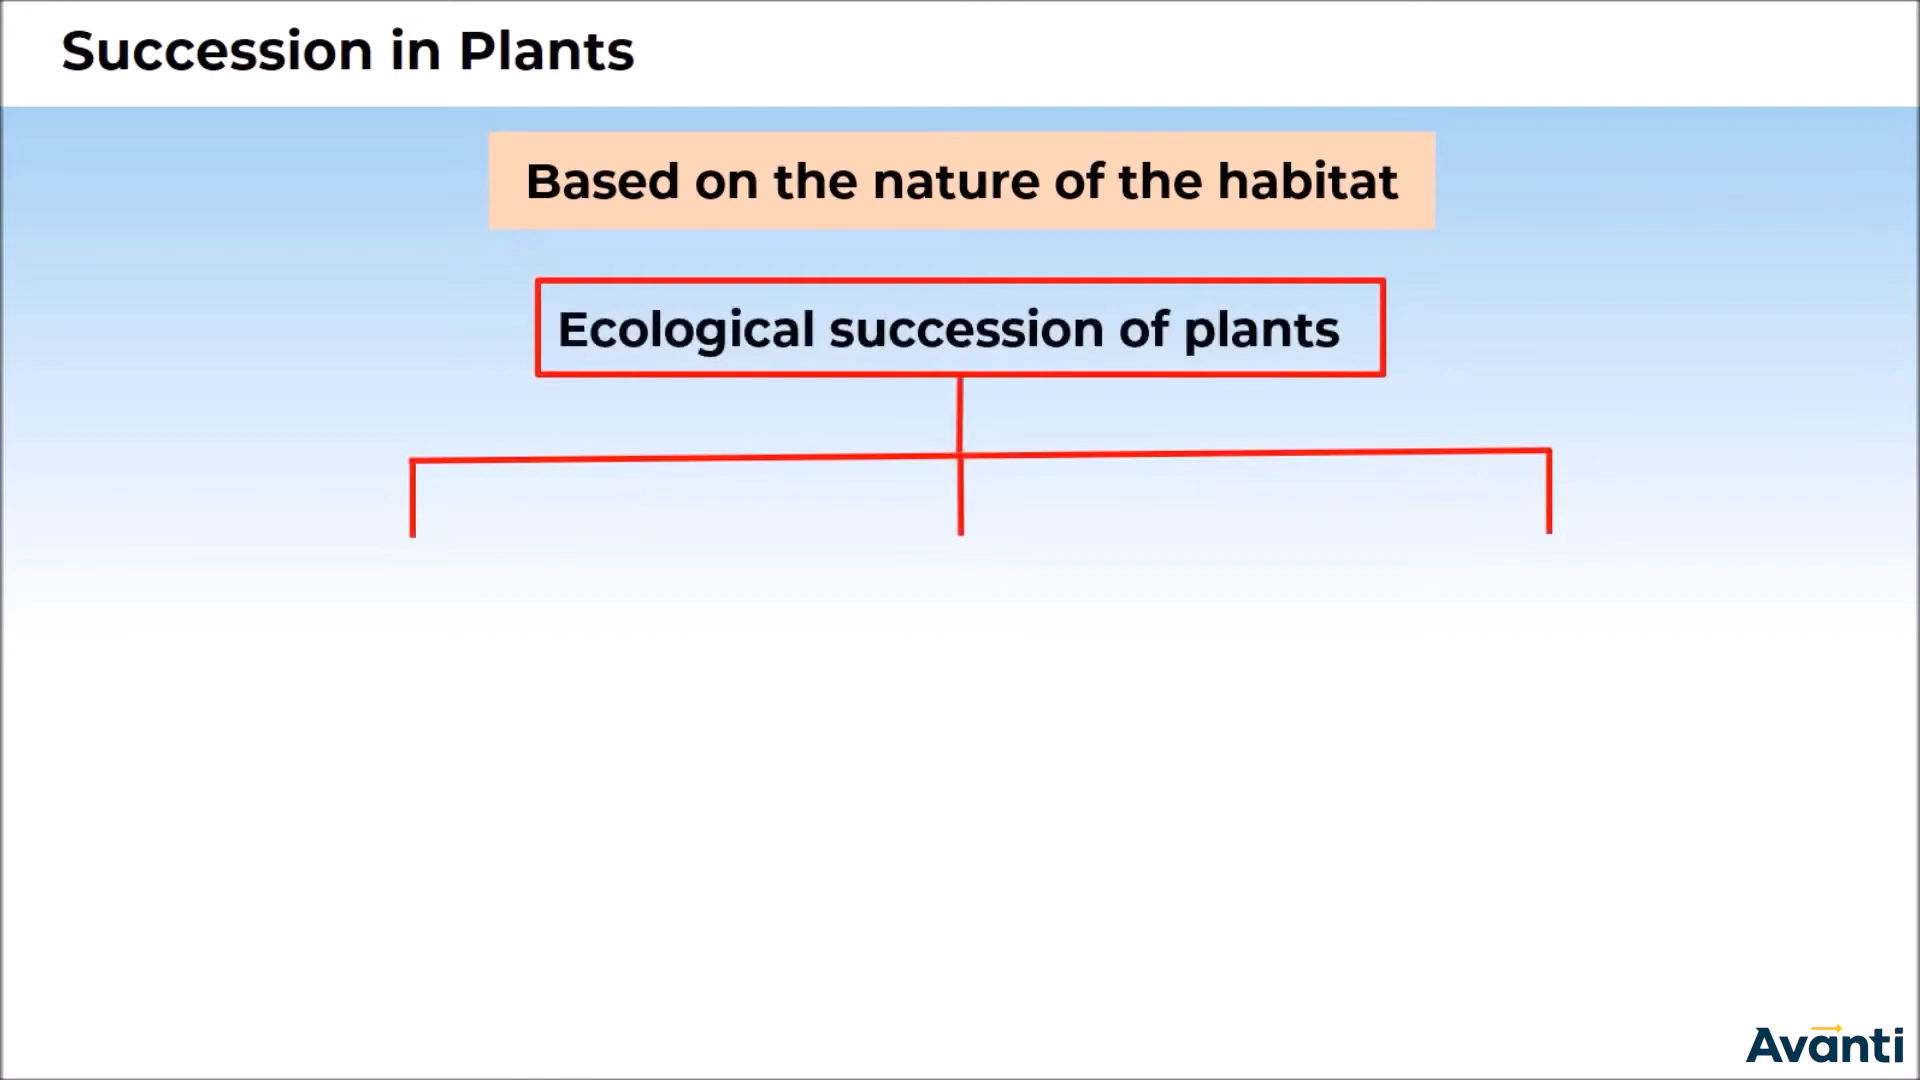 Succession in Plants
Based on the nature of the habitat
Ecological succession of plants
Avanti